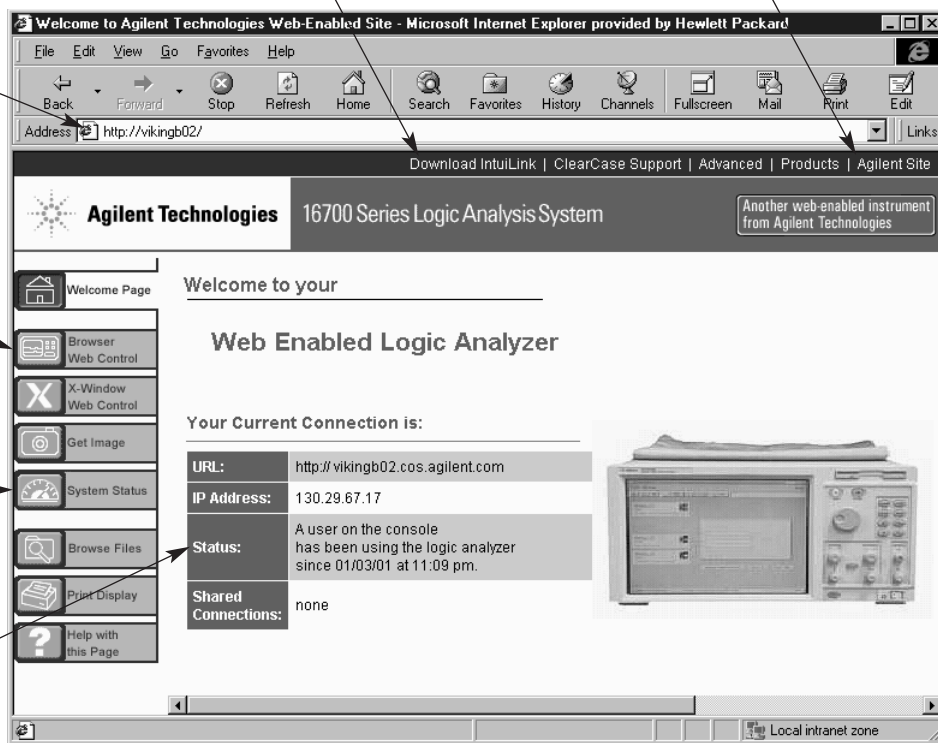 Welcome to Agilent Technologies Web-Enabled Site - Microsoft Internet Explorer provided by Hewlett Packard
File Edit View Go Favorites Help
Back Forward Stop Refresh Home Search Favorites History Channels Fullscreen Mail Print Edit
Address http://vikingb02/ Links
Download IntuiLink | ClearCase Support | Advanced | Products | Agilent Site
Agilent Technologies
16700 Series Logic Analysis System
Another web-enabled instrument
from Agilent Technologies
Welcome Page
Browser
Web Control
X-Window
Web Control
Get Image
System Status
Browse Files
Print Display
Help with
this Page
Welcome to your
Web Enabled Logic Analyzer
Your Current Connection is:
URL: http://vikingb02.cos.agilent.com
IP Address: 130.29.67.17
Status: A user on the console
has been using the logic analyzer
since 01/03/01 at 11:09 pm.
Shared
Connections: none
Local intranet zone